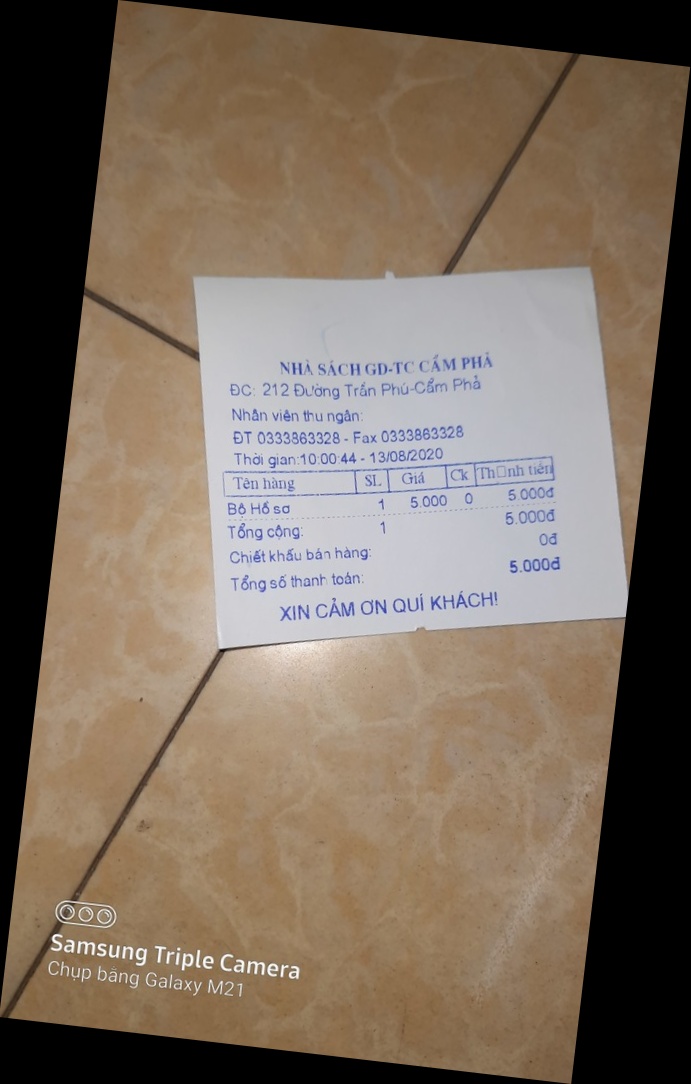 NHÀ SÁCH GD-TC CẨM PHẢ
ĐC: 212 Đường Trần Phú-Cẩm Phả
Nhân viên thu ngân:
ĐT 0333863328 - Fax 0333863328
Thời gian:10:00:44 - 13/08/2020
Tên hàng SL Giá Ck Th□nh tiền
Bộ Hồ sơ 1 5.000 0 5.000đ
Tổng cộng: 1 5.000đ
Chiết khấu bán hàng: 0đ
Tổng số thanh toán: 5.000đ
XIN CẢM ƠN QUÍ KHÁCH!
Samsung Triple Camera
Chụp bằng Galaxy M21